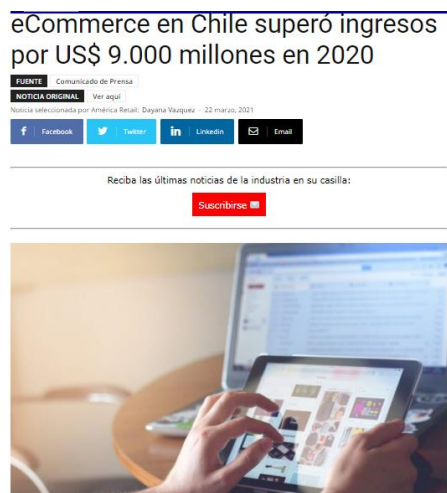 eCommerce en Chile superó ingresos
por US$ 9.000 millones en 2020
FUENTE Comunicado de Prensa
NOTICIA ORIGINAL Ver aquí
Noticia seleccionada por América Retail: Dayana Vazquez - 22 marzo, 2021
Facebook Twitter Linkedin Email
Reciba las últimas noticias de la industria en su casilla:
Suscribirse